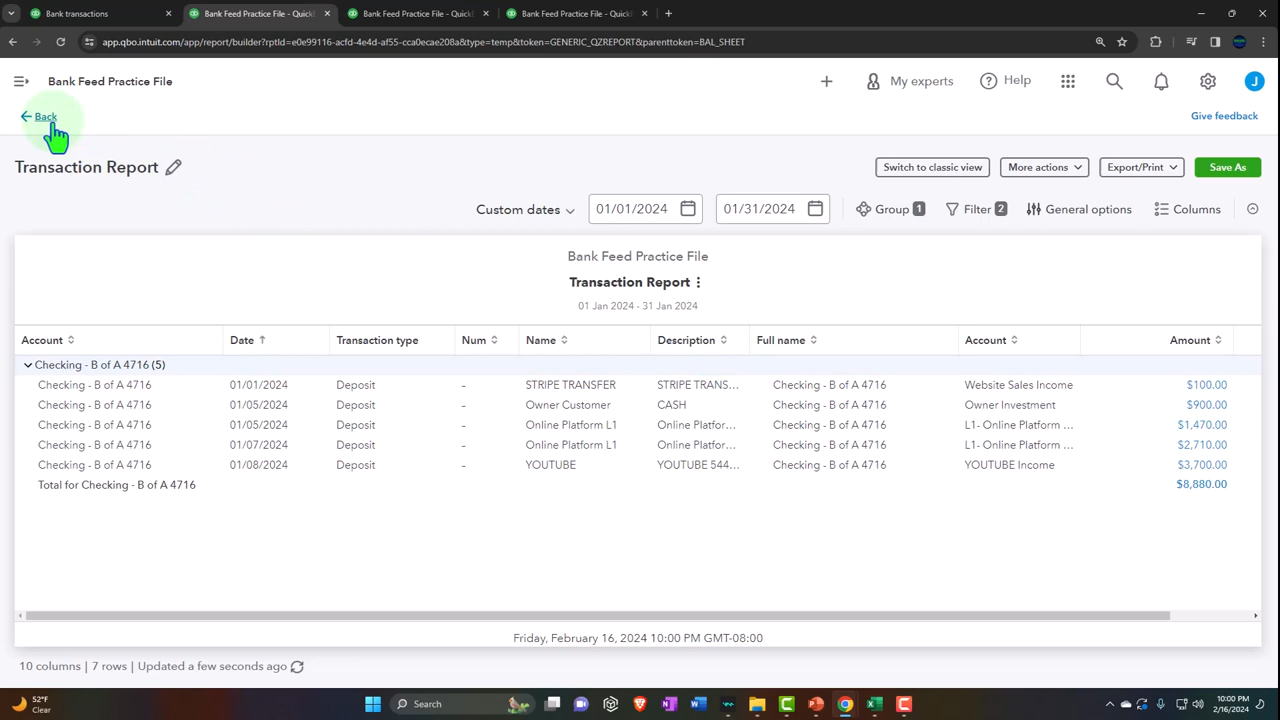 Bank transactions
Bank Feed Practice File - Quick
Bank Feed Practice File - Quick
Bank Feed Practice File - Quick
app.qbo.intuit.com/app/report/builder?rptId=e0e99116-acfd-4e4d-a5f5-cca0ecae208a&type=temp&token=GENERIC_QZREPORT&parenttoken=BAL_SHEET
Bank Feed Practice File
My experts
Help
J
Back
Give feedback
Transaction Report
Switch to classic view
More actions
Export/Print
Save As
Custom dates
01/01/2024
01/31/2024
Group 1
Filter 2
General options
Columns
Bank Feed Practice File
Transaction Report
01 Jan 2024 - 31 Jan 2024
Account Date Transaction type Num Name Description Full name Account Amount
Checking - B of A 4716 (5)
Checking - B of A 4716 01/01/2024 Deposit – STRIPE TRANSFER STRIPE TRANS... Checking - B of A 4716 Website Sales Income $100.00
Checking - B of A 4716 01/05/2024 Deposit – Owner Customer CASH Checking - B of A 4716 Owner Investment $900.00
Checking - B of A 4716 01/05/2024 Deposit – Online Platform L1 Online Platfor... Checking - B of A 4716 L1- Online Platform ... $1,470.00
Checking - B of A 4716 01/07/2024 Deposit – Online Platform L1 Online Platfor... Checking - B of A 4716 L1- Online Platform ... $2,710.00
Checking - B of A 4716 01/08/2024 Deposit – YOUTUBE YOUTUBE 544... Checking - B of A 4716 YOUTUBE Income $3,700.00
Total for Checking - B of A 4716 $8,880.00
Friday, February 16, 2024 10:00 PM GMT-08:00
10 columns | 7 rows | Updated a few seconds ago
52°F
Clear
Search
10:00 PM
2/16/2024